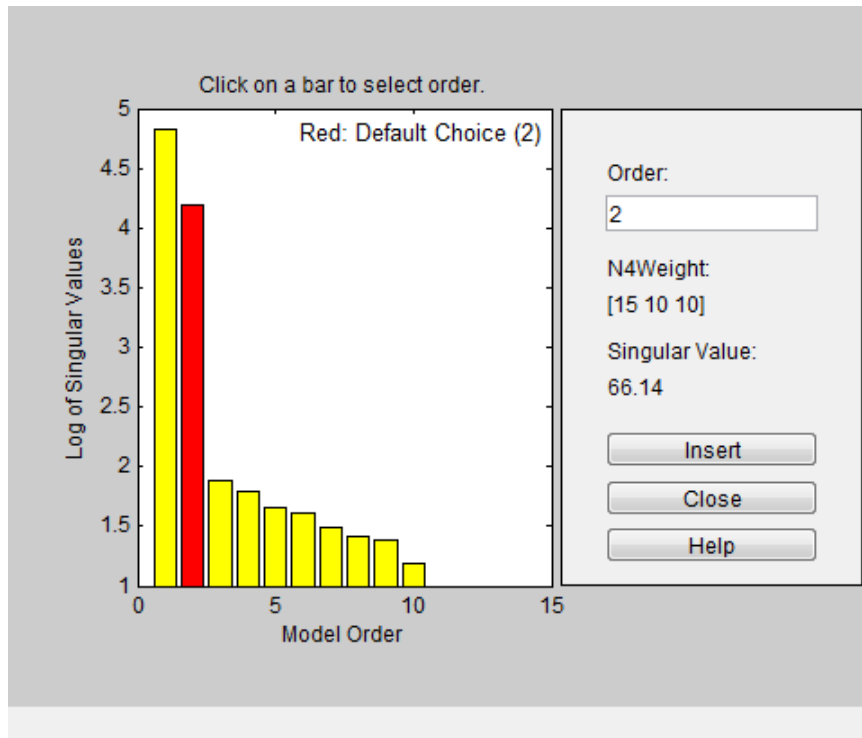 Click on a bar to select order.
Red: Default Choice (2)
5
4.5
4
3.5
3
2.5
2
1.5
1
0
5
10
15
Log of Singular Values
Model Order
Order:
2
N4Weight:
[15 10 10]
Singular Value:
66.14
Insert
Close
Help